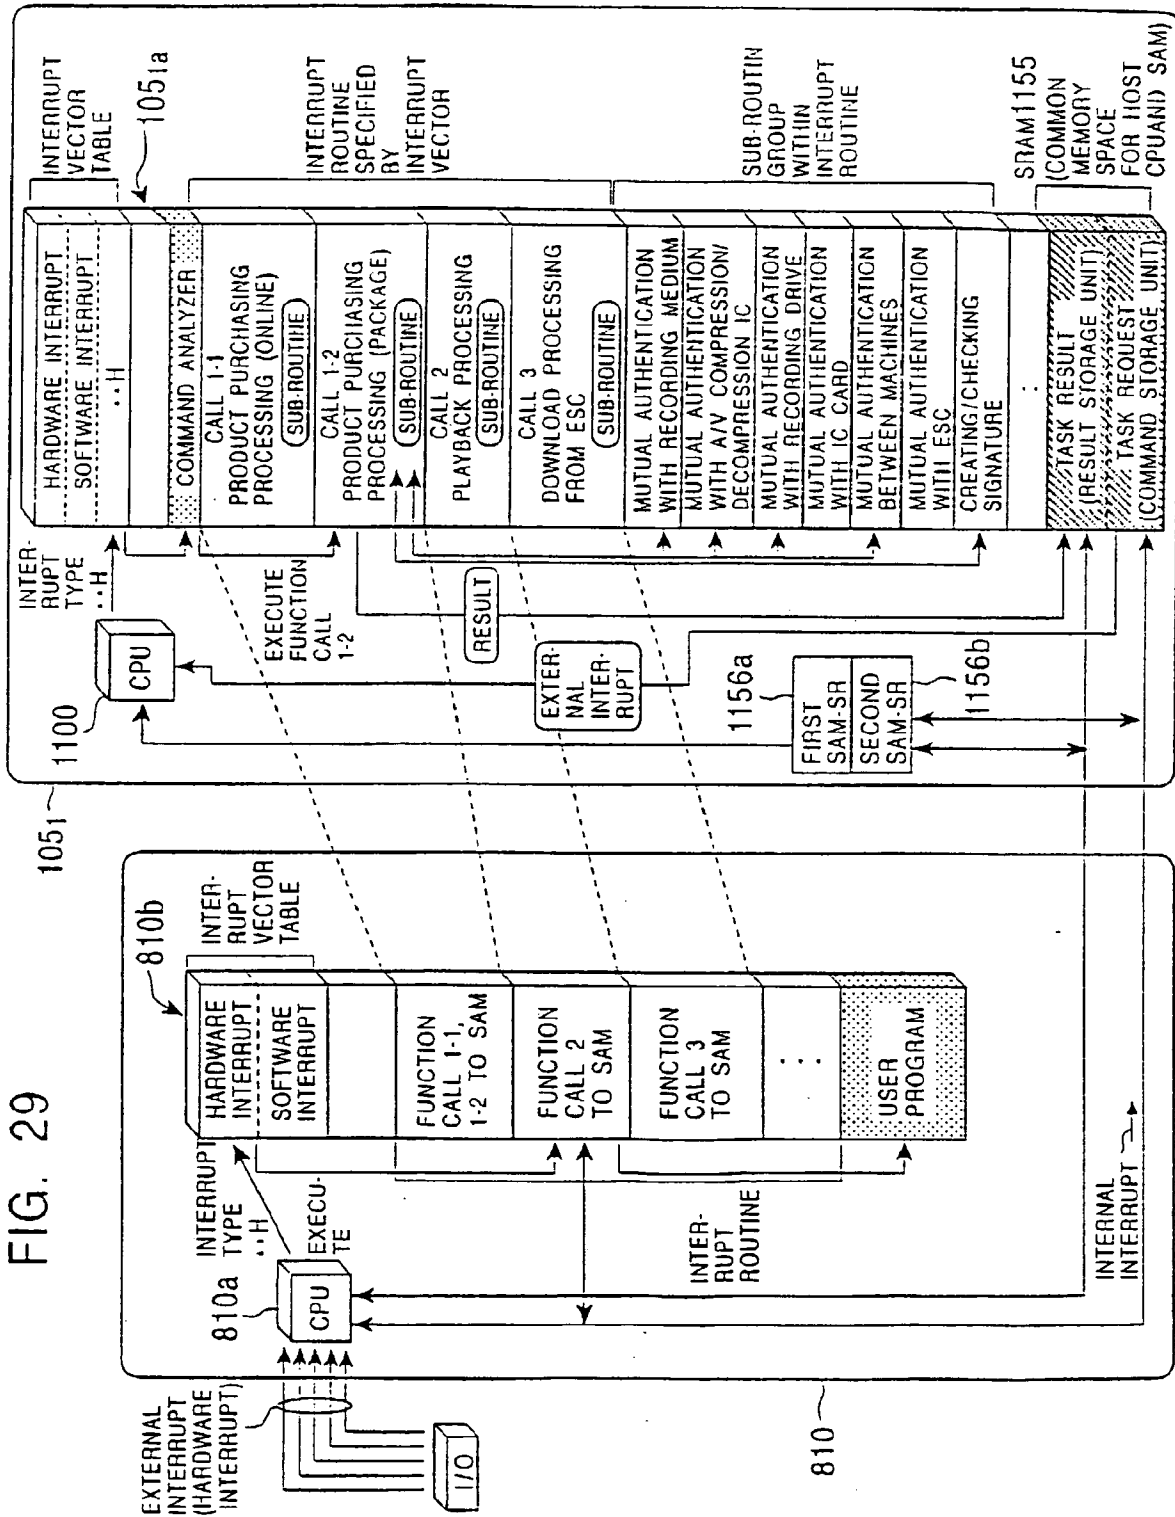 FIG. 29
EXTERNAL
INTERRUPT
(HARDWARE
INTERRUPT)
I/O
810a
CPU
INTERRUPT
TYPE
··H
EXECU-
TE
810b
INTER-
RUPT
VECTOR
TABLE
HARDWARE
INTERRUPT
SOFTWARE
INTERRUPT
FUNCTION
CALL 1-1,
1-2 TO SAM
FUNCTION
CALL 2
TO SAM
FUNCTION
CALL 3
TO SAM
...
USER
PROGRAM
INTER-
RUPT
ROUTINE
INTERNAL
INTERRUPT
810
105₁
1100
CPU
INTER-
RUPT
TYPE
··H
EXECUTE
FUNCTION
CALL
1-2
RESULT
EXTER-
NAL
INTER-
RUPT
1156a
FIRST
SAM-SR
SECOND
SAM-SR
1156b
HARDWARE INTERRUPT
SOFTWARE INTERRUPT
··H
COMMAND ANALYZER
CALL 1-1
PRODUCT PURCHASING
PROCESSING (ONLINE)
SUB-ROUTINE
CALL 1-2
PRODUCT PURCHASING
PROCESSING (PACKAGE)
SUB-ROUTINE
CALL 2
PLAYBACK PROCESSING
SUB-ROUTINE
CALL 3
DOWNLOAD PROCESSING
FROM ESC
SUB-ROUTINE
MUTUAL AUTHENTICATION
WITH RECORDING MEDIUM
MUTUAL AUTHENTICATION
WITH A/V COMPRESSION/
DECOMPRESSION IC
MUTUAL AUTHENTICATION
WITH RECORDING DRIVE
MUTUAL AUTHENTICATION
WITH IC CARD
MUTUAL AUTHENTICATION
BETWEEN MACHINES
MUTUAL AUTHENTICATION
WITH ESC
CREATING/CHECKING
SIGNATURE
:
TASK RESULT
(RESULT STORAGE UNIT)
TASK REQUEST
(COMMAND STORAGE UNIT)
INTERRUPT
VECTOR
TABLE
105₁a
INTERRUPT
ROUTINE
SPECIFIED
BY
INTERRUPT
VECTOR
SUB-ROUTIN
GROUP
WITHIN
INTERRUPT
ROUTINE
SRAM1155
(COMMON
MEMORY
SPACE
FOR HOST
CPUAND SAM)